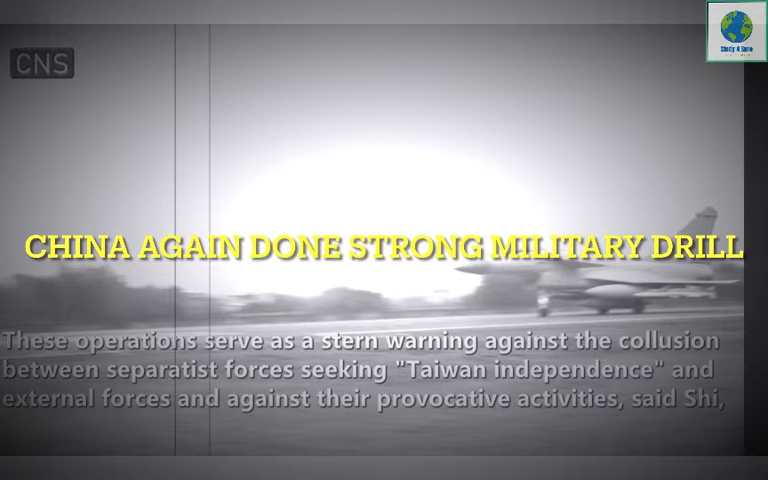 CNS
Study 4 Sure
CHINA AGAIN DONE STRONG MILITARY DRILL
These operations serve as a stern warning against the collusion
between separatist forces seeking "Taiwan independence" and
external forces and against their provocative activities, said Shi,